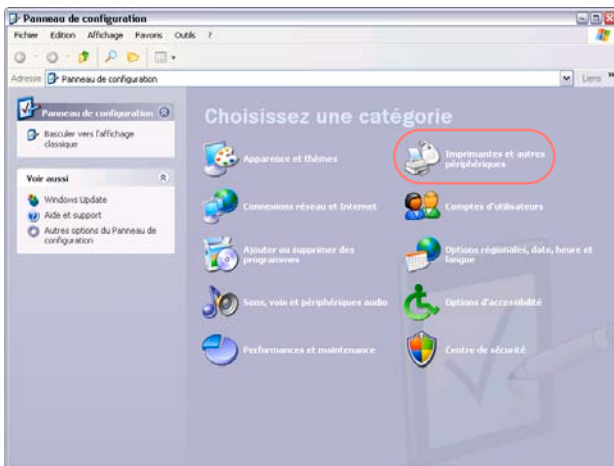 Panneau de configuration
Fichier Edition Affichage Favoris Outils ?
Adresse Panneau de configuration Liens
Panneau de configuration
Basculer vers l'affichage
classique
Voir aussi
Windows Update
Aide et support
Autres options du Panneau de
configuration
Choisissez une catégorie
Apparence et thèmes
Imprimantes et autres
périphériques
Connexions réseau et Internet
Comptes d'utilisateurs
Ajouter ou supprimer des
programmes
Options régionales, date, heure et
langue
Sons, voix et périphériques audio
Options d'accessibilité
Performances et maintenance
Centre de sécurité